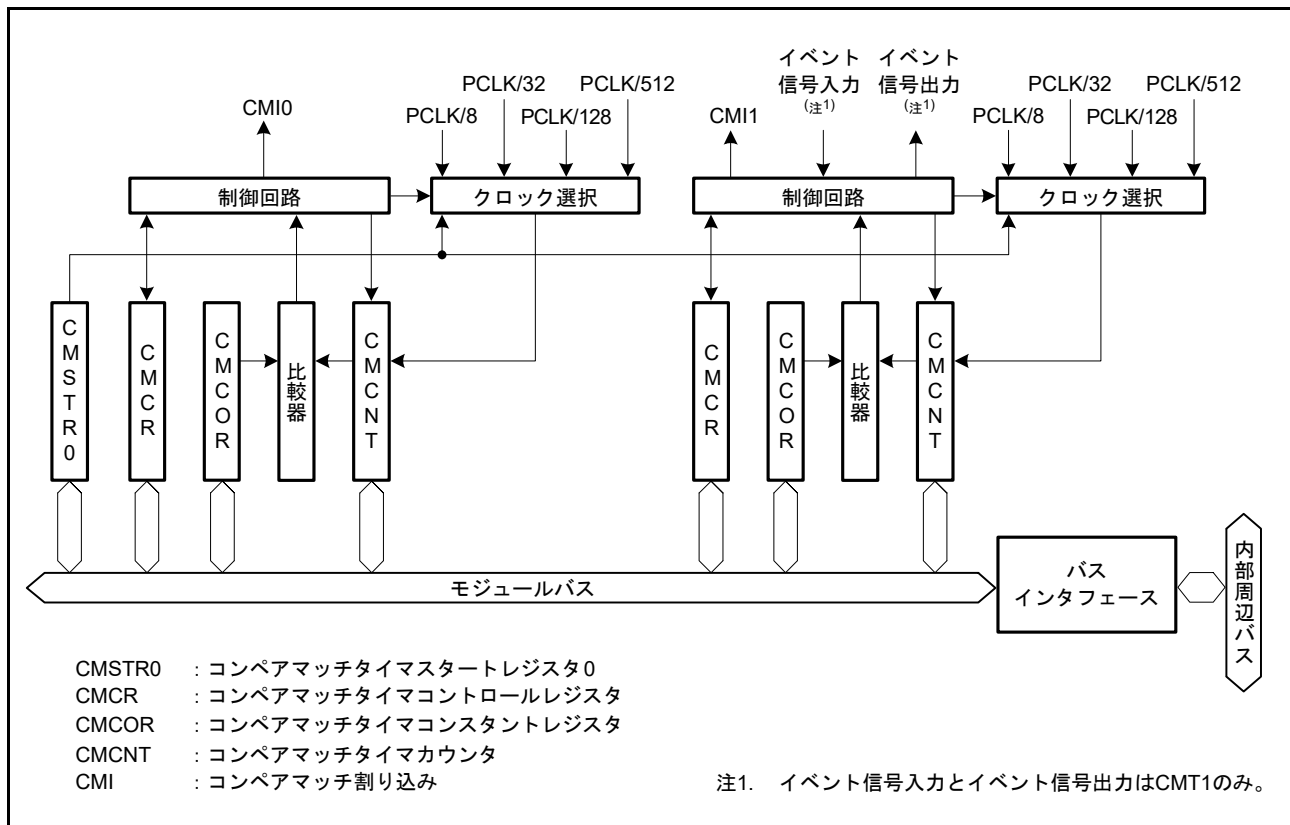 CMI0
PCLK/8
PCLK/32
PCLK/128
PCLK/512
制御回路
クロック選択
CMI1
イベント
信号入力
(注1)
イベント
信号出力
(注1)
PCLK/8
PCLK/32
PCLK/128
PCLK/512
制御回路
クロック選択
CMSTR0
CMCR
CMCOR
比較器
CMCNT
CMCR
CMCOR
比較器
CMCNT
モジュールバス
バス
インタフェース
内部周辺バス
CMSTR0 : コンペアマッチタイマスタートレジスタ0
CMCR : コンペアマッチタイマコントロールレジスタ
CMCOR : コンペアマッチタイマコンスタントレジスタ
CMCNT : コンペアマッチタイマカウンタ
CMI : コンペアマッチ割り込み
注1. イベント信号入力とイベント信号出力はCMT1のみ。